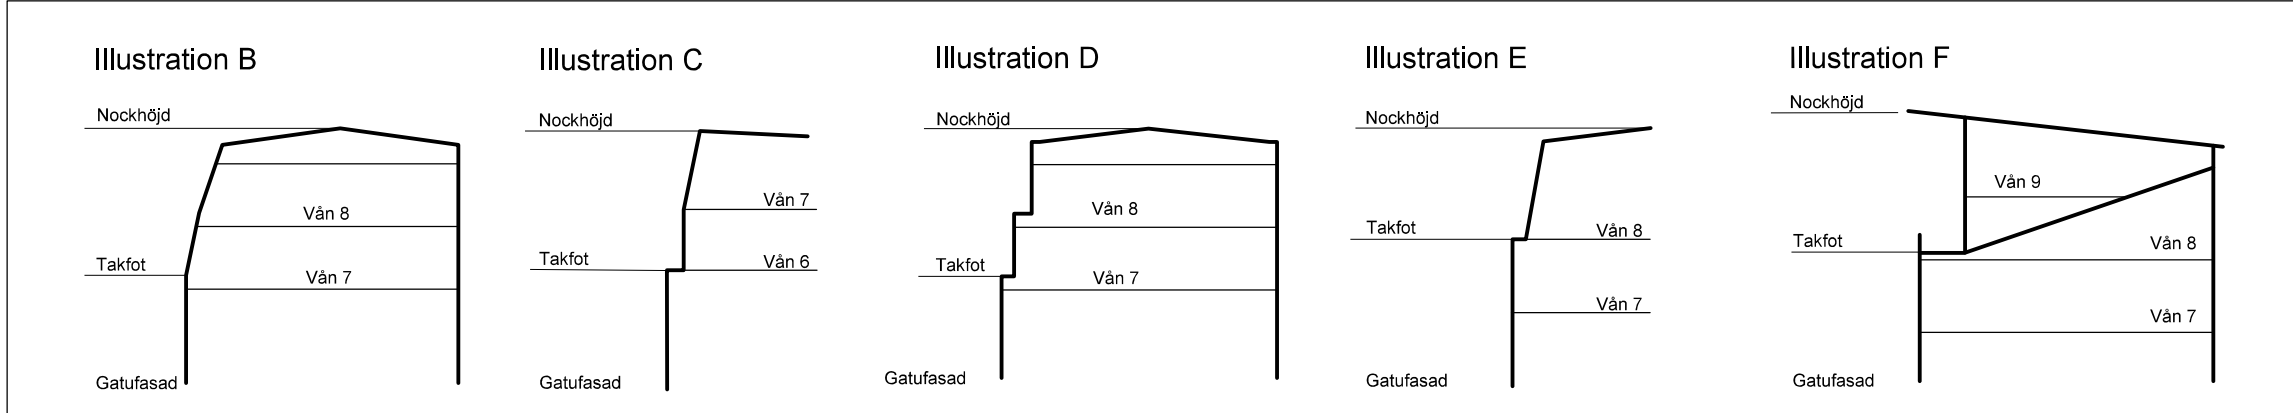 Illustration B
Nockhöjd
Vån 8
Takfot
Vån 7
Gatufasad
Illustration C
Nockhöjd
Vån 7
Takfot
Vån 6
Gatufasad
Illustration D
Nockhöjd
Vån 8
Takfot
Vån 7
Gatufasad
Illustration E
Nockhöjd
Takfot
Vån 8
Vån 7
Gatufasad
Illustration F
Nockhöjd
Vån 9
Takfot
Vån 8
Vån 7
Gatufasad